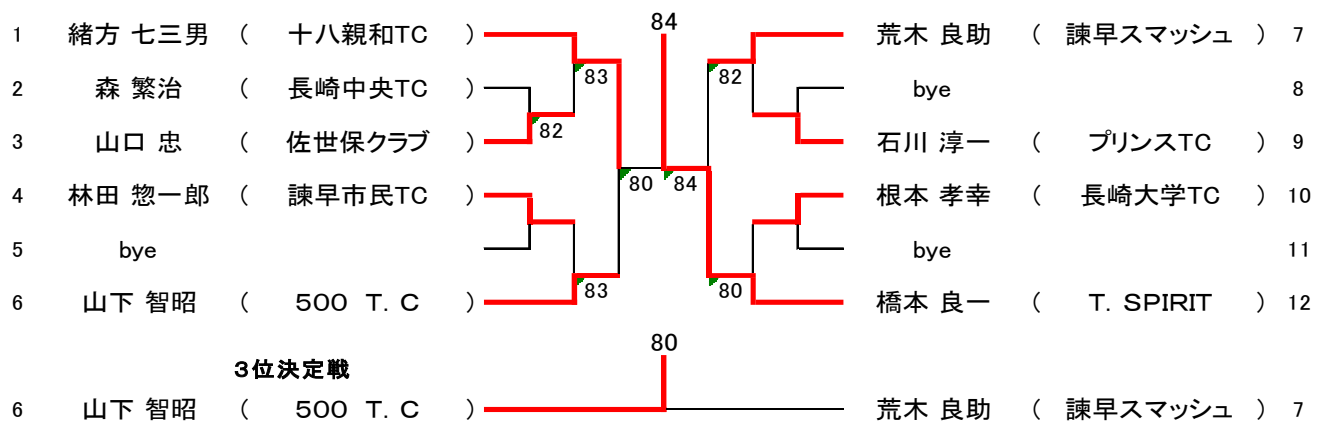 84
1 緒方 七三男 ( 十八親和TC ) 荒木 良助 ( 諫早スマッシュ ) 7
83 82
2 森 繁治 ( 長崎中央TC ) bye 8
82
3 山口 忠 ( 佐世保クラブ ) 石川 淳一 ( プリンスTC ) 9
80 84
4 林田 惣一郎 ( 諫早市民TC ) 根本 孝幸 ( 長崎大学TC ) 10
5 bye bye 11
83 80
6 山下 智昭 ( 500 T.C ) 橋本 良一 ( T. SPIRIT ) 12
80
3位決定戦
6 山下 智昭 ( 500 T.C ) 荒木 良助 ( 諫早スマッシュ ) 7